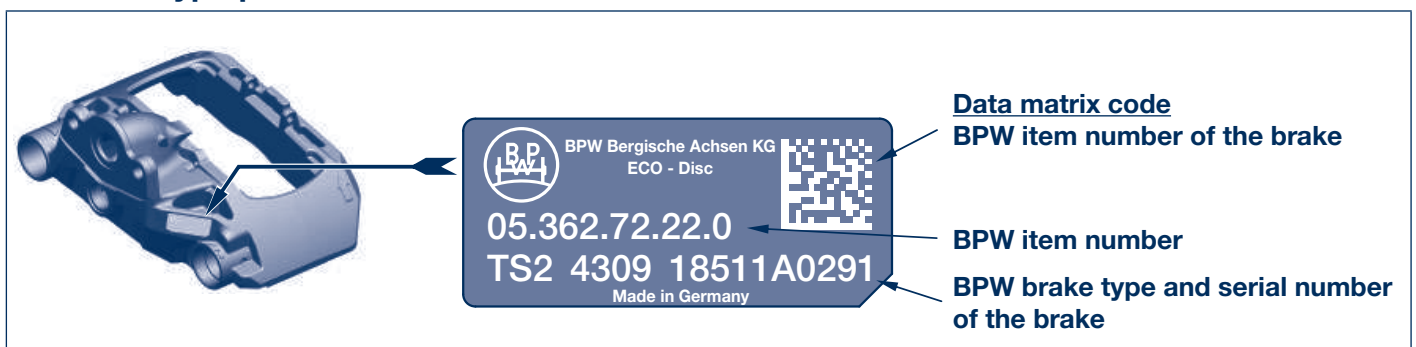 BPW
BPW Bergische Achsen KG
ECO - Disc
05.362.72.22.0
TS2 4309 18511A0291
Made in Germany
Data matrix code
BPW item number of the brake
BPW item number
BPW brake type and serial number
of the brake